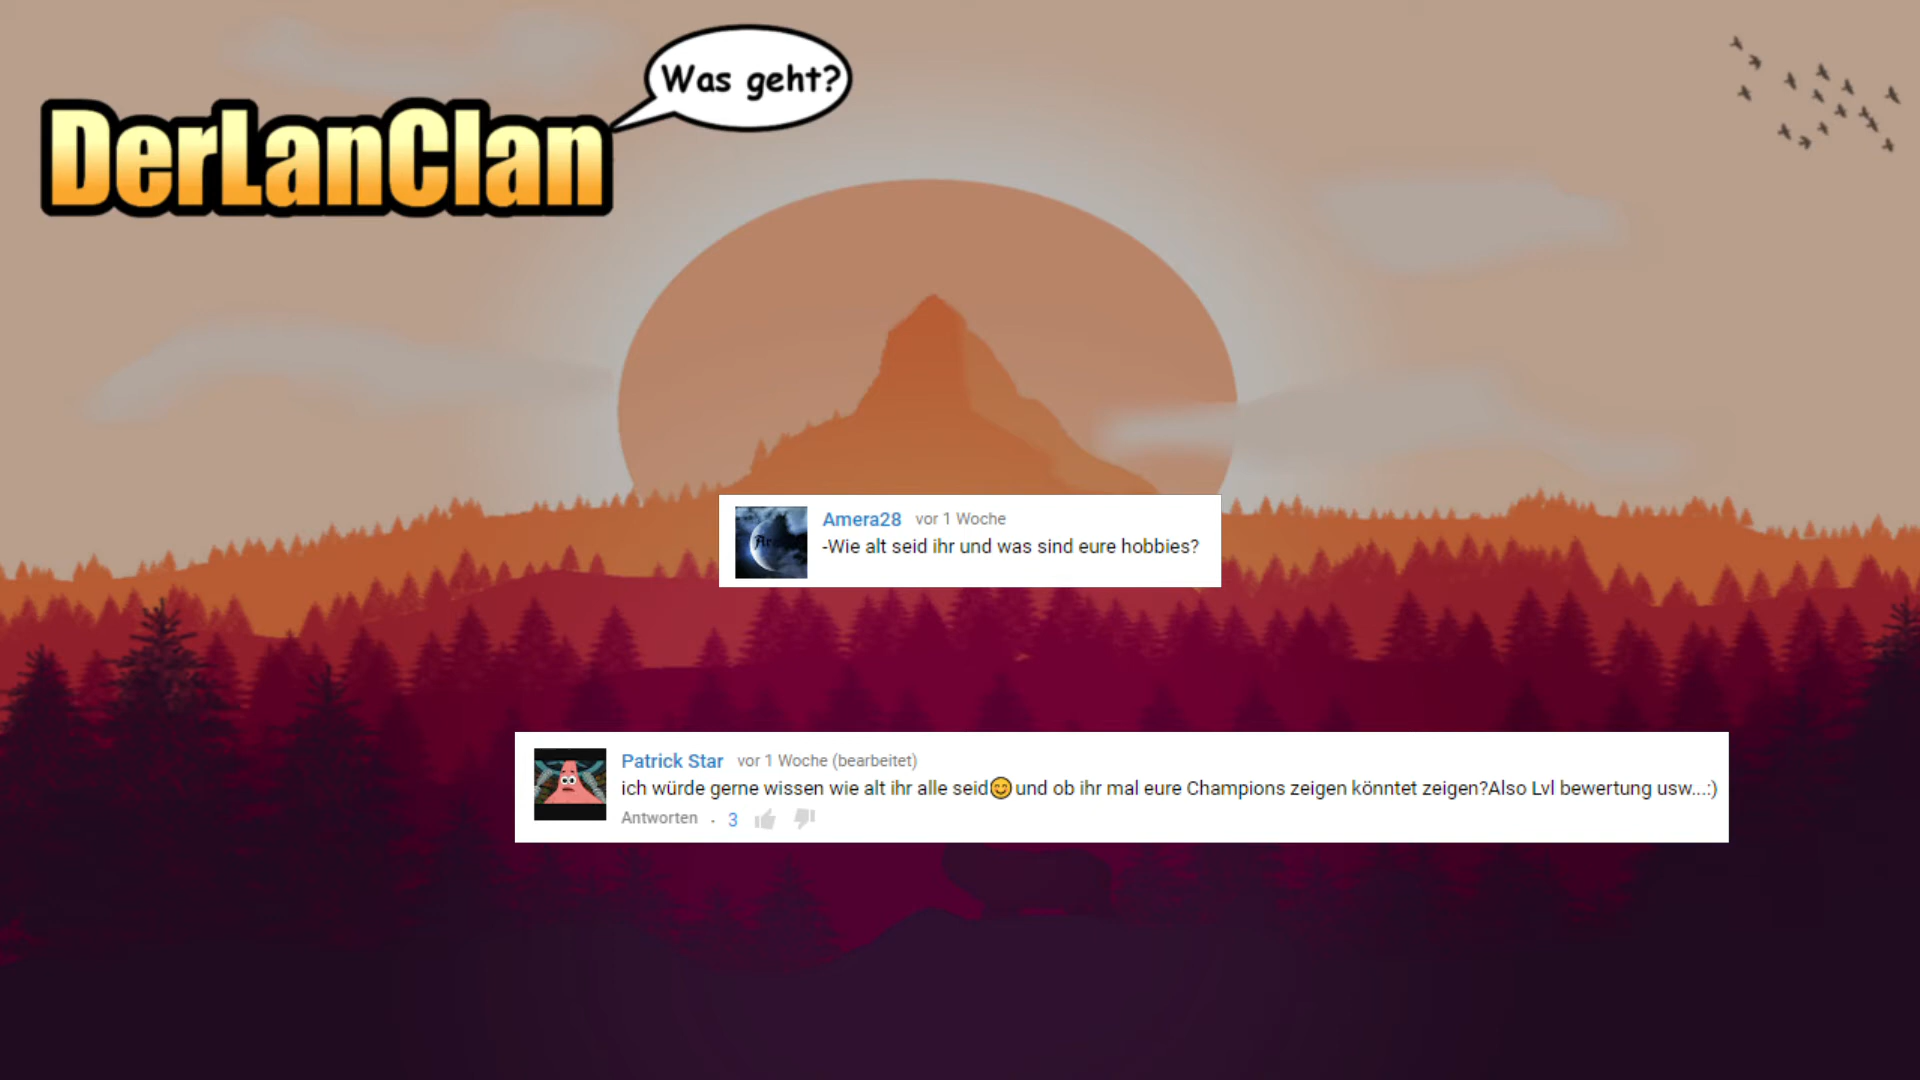 Was geht?
DerLanClan
Amera28 vor 1 Woche
-Wie alt seid ihr und was sind eure hobbies?
Patrick Star vor 1 Woche (bearbeitet)
ich würde gerne wissen wie alt ihr alle seid😊und ob ihr mal eure Champions zeigen könntet zeigen?Also Lvl bewertung usw...:)
Antworten . 3